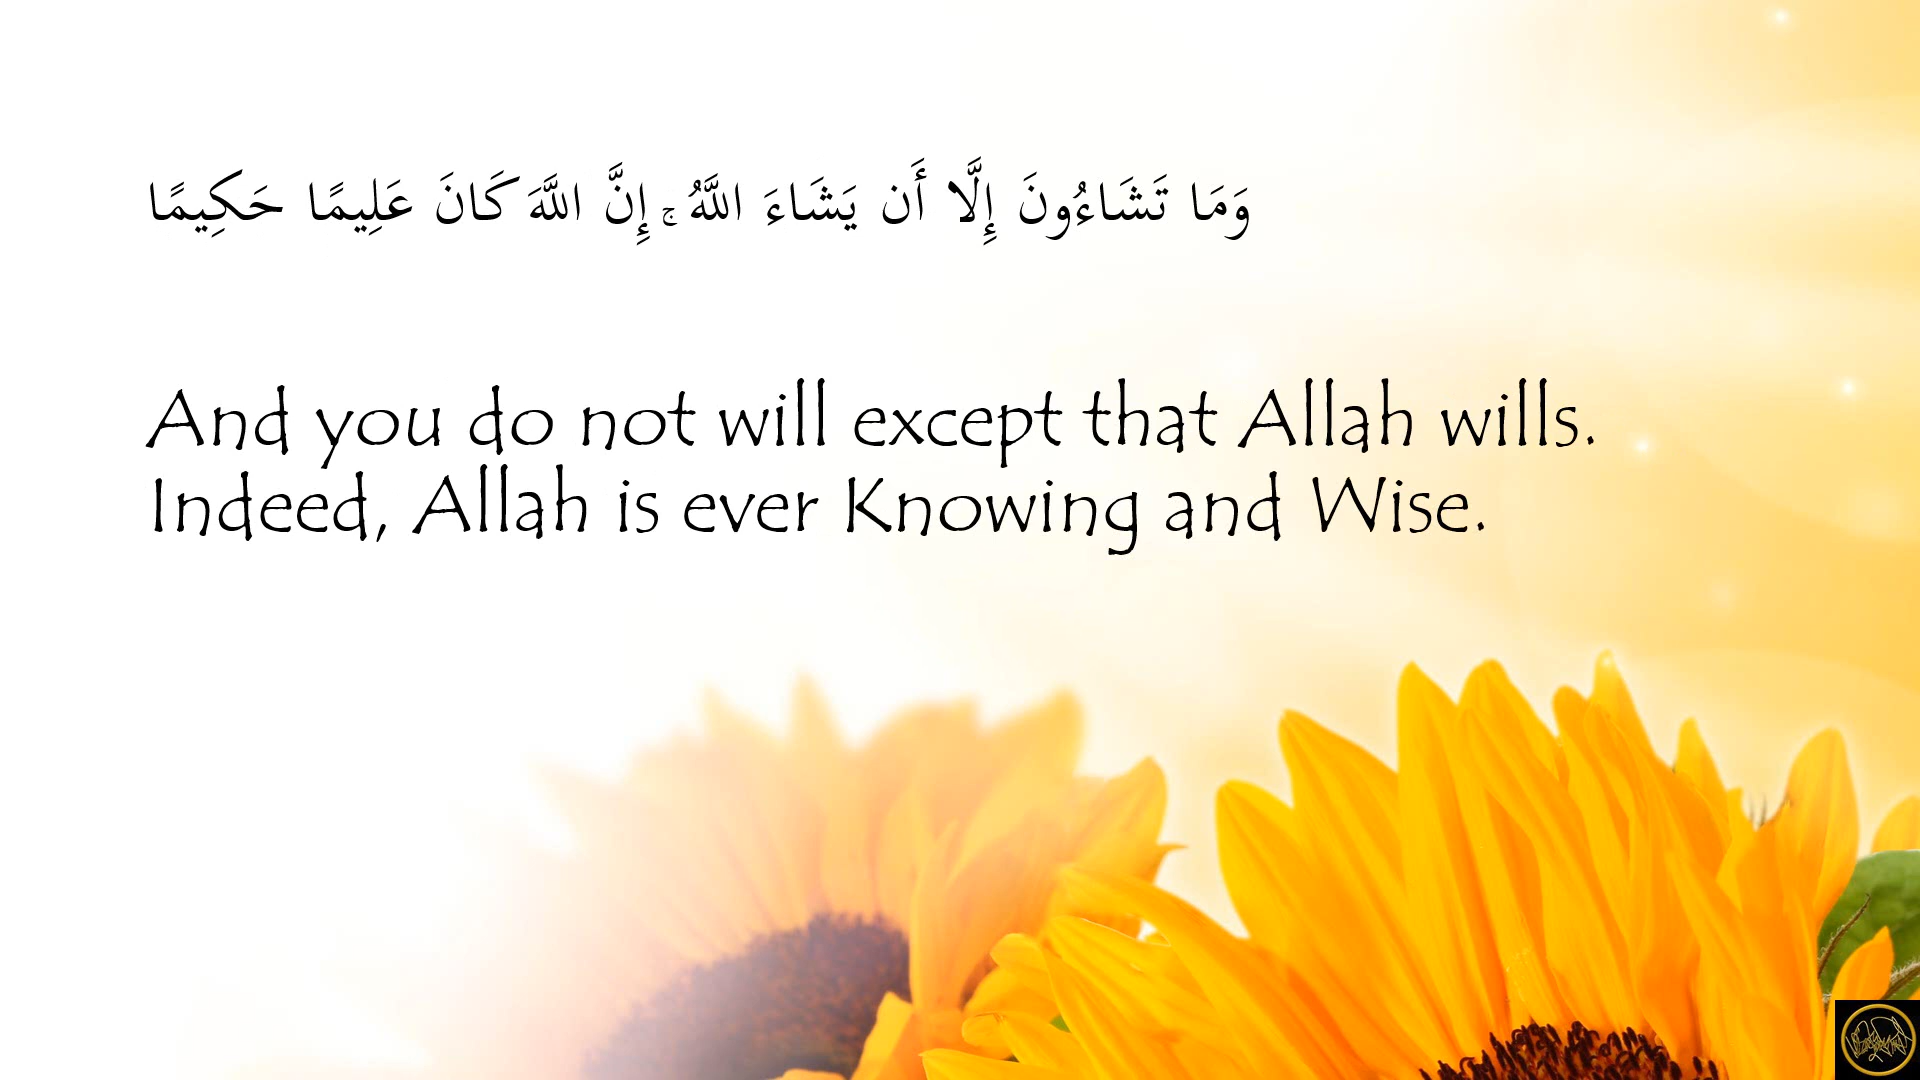 وَمَا تَشَاءُونَ إِلَّا أَن يَشَاءَ اللَّهُ ۚ إِنَّ اللَّهَ كَانَ عَلِيمًا حَكِيمًا
And you do not will except that Allah wills.
Indeed, Allah is ever Knowing and Wise.